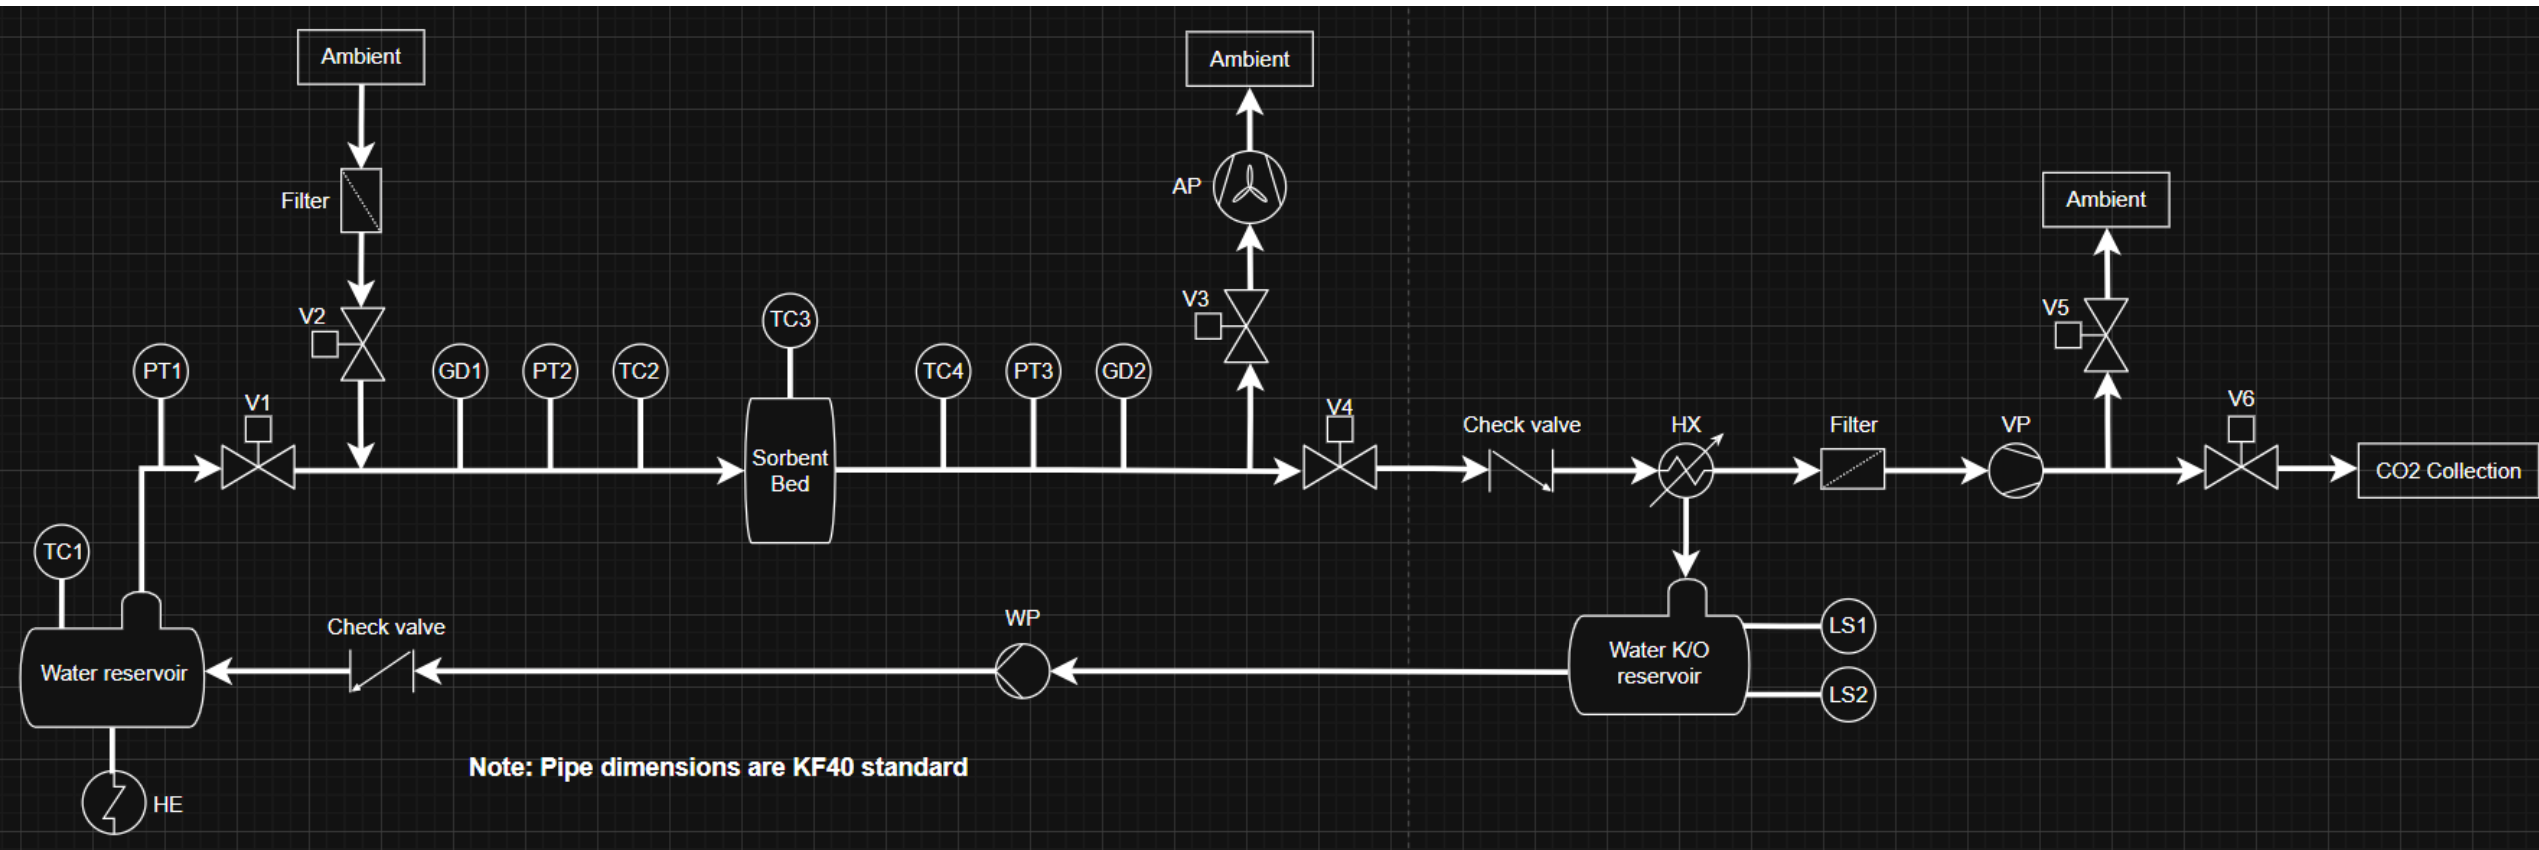 Ambient
Ambient
Filter
AP
Ambient
V2
V3
V5
TC3
PT1
V1
GD1
PT2
TC2
TC4
PT3
GD2
V4
Check valve
HX
Filter
VP
V6
Sorbent
Bed
CO2 Collection
TC1
Check valve
WP
LS1
Water reservoir
Water K/O
reservoir
LS2
Note: Pipe dimensions are KF40 standard
HE